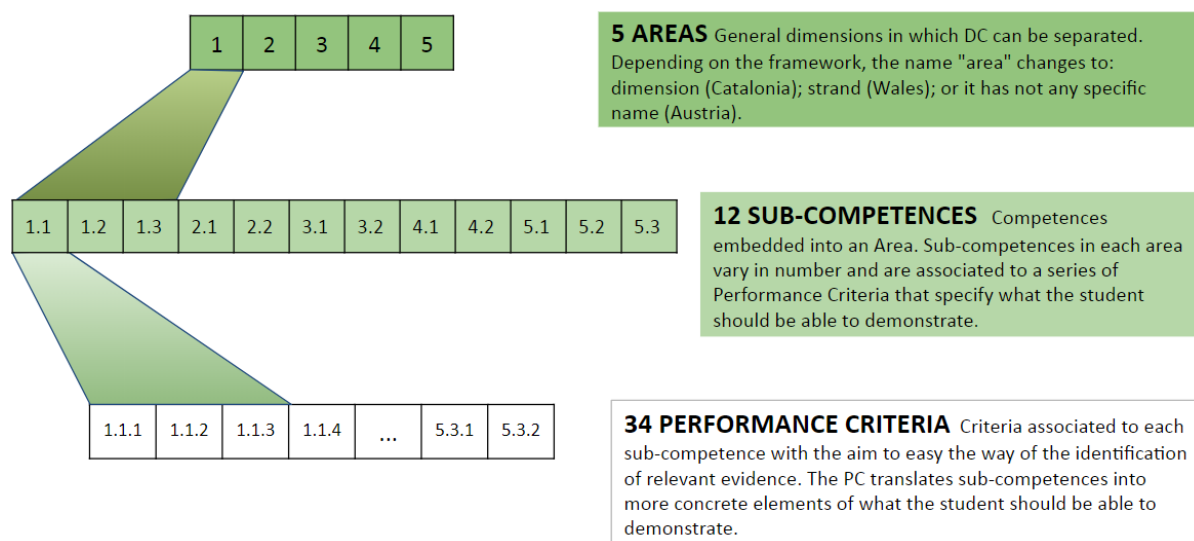 1 2 3 4 5
5 AREAS General dimensions in which DC can be separated.
Depending on the framework, the name "area" changes to:
dimension (Catalonia); strand (Wales); or it has not any specific
name (Austria).
1.1 1.2 1.3 2.1 2.2 3.1 3.2 4.1 4.2 5.1 5.2 5.3
12 SUB-COMPETENCES Competences
embedded into an Area. Sub-competences in each area
vary in number and are associated to a series of
Performance Criteria that specify what the student
should be able to demonstrate.
1.1.1 1.1.2 1.1.3 1.1.4 ... 5.3.1 5.3.2
34 PERFORMANCE CRITERIA Criteria associated to each
sub-competence with the aim to easy the way of the identification
of relevant evidence. The PC translates sub-competences into
more concrete elements of what the student should be able to
demonstrate.